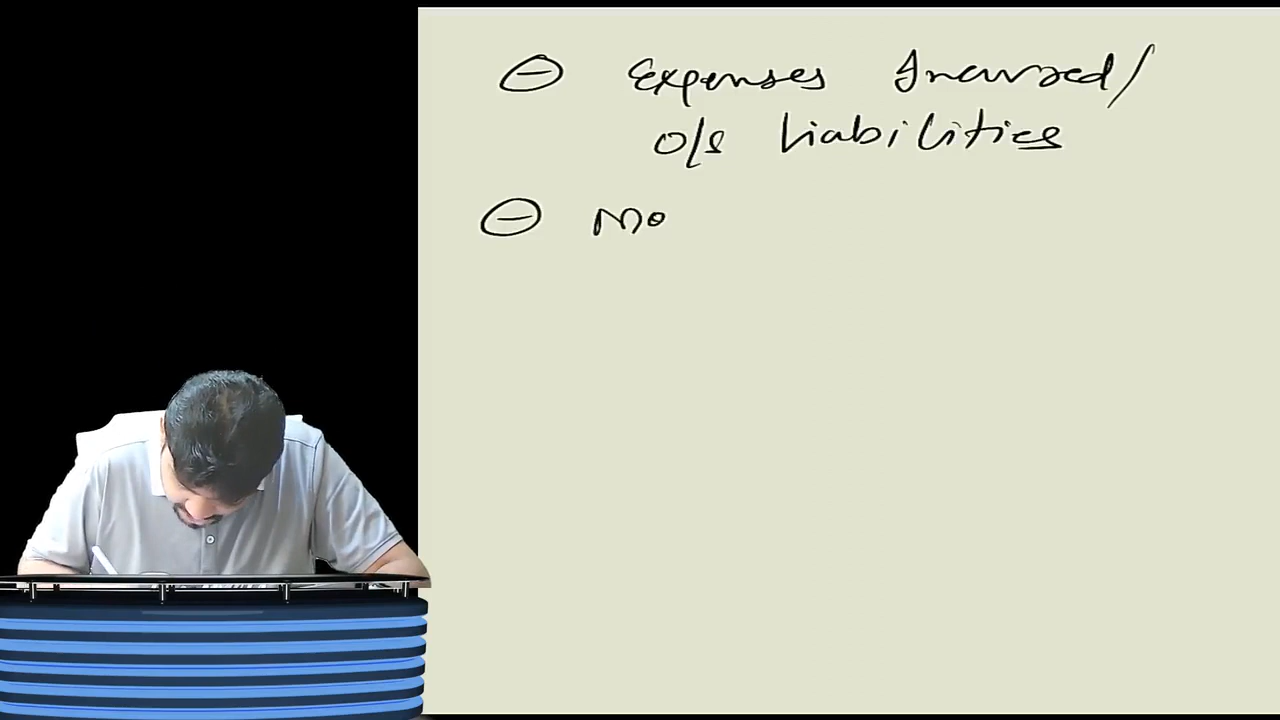 ⊖ Expenses Incurred/
o/s Liabilities
⊖ Mo